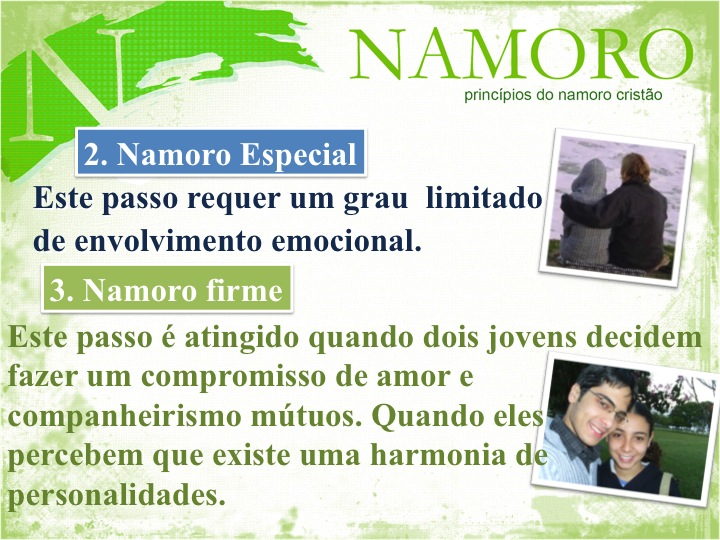 N
NAMORO
princípios do namoro cristão
2. Namoro Especial
Este passo requer um grau  limitado
de envolvimento emocional.
3. Namoro firme
Este passo é atingido quando dois jovens decidem
fazer um compromisso de amor e
companheirismo mútuos. Quando eles
percebem que existe uma harmonia de
personalidades.